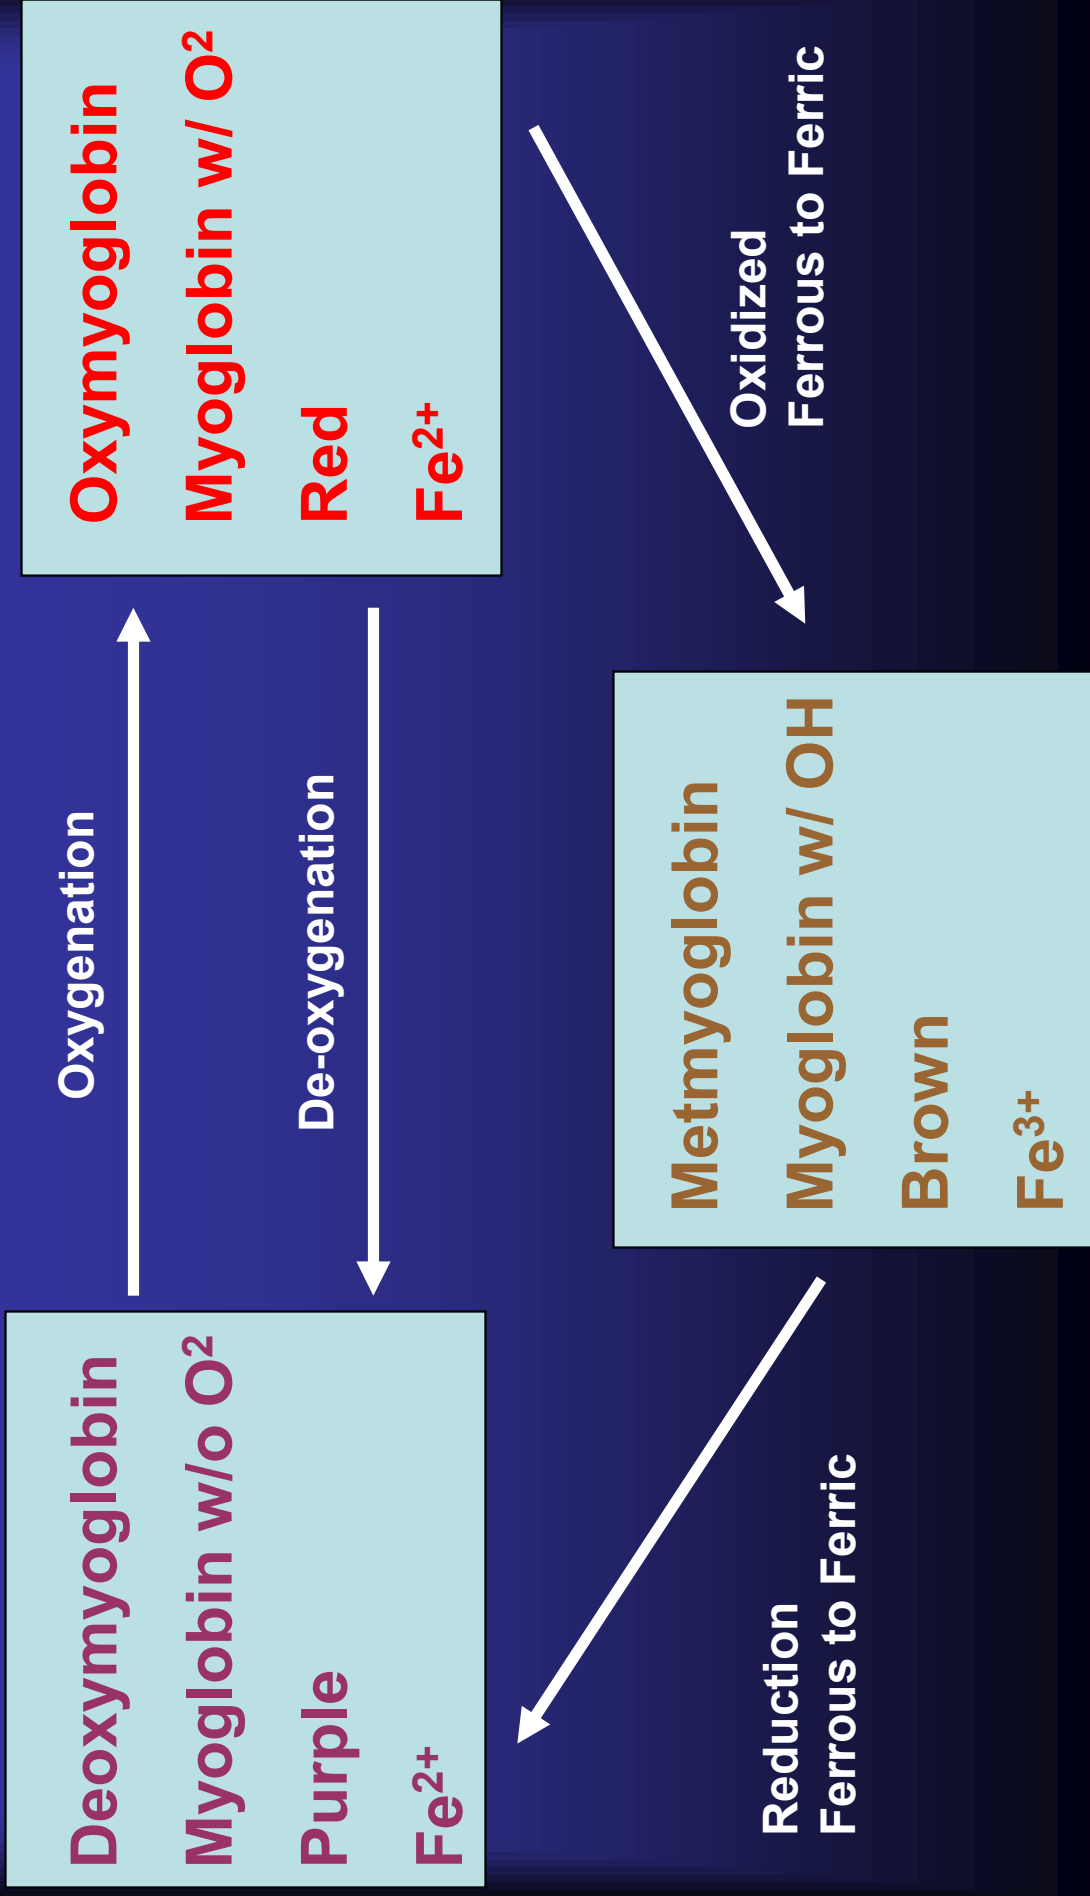 Deoxymyoglobin
Myoglobin w/o O2
Purple
Fe2+
Oxygenation
De-oxygenation
Oxymyoglobin
Myoglobin w/ O2
Red
Fe2+
Reduction
Ferrous to Ferric
Metmyoglobin
Myoglobin w/ OH
Brown
Fe3+
Oxidized
Ferrous to Ferric